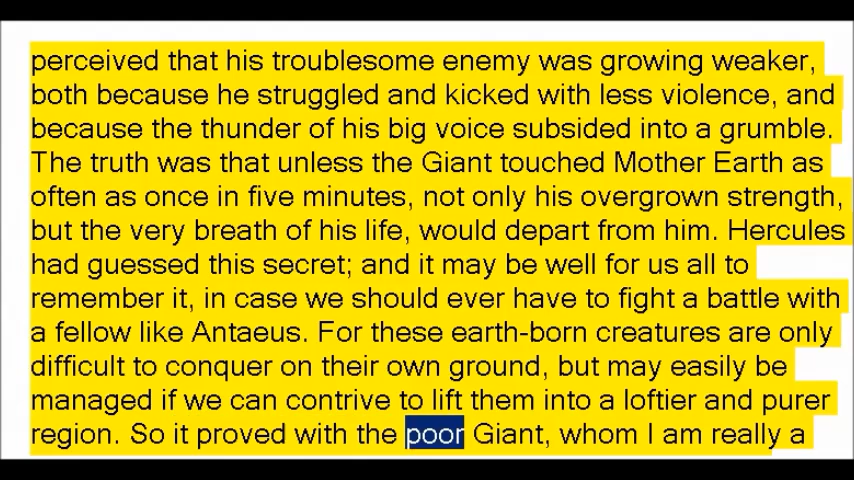 perceived that his troublesome enemy was growing weaker,
both because he struggled and kicked with less violence, and
because the thunder of his big voice subsided into a grumble.
The truth was that unless the Giant touched Mother Earth as
often as once in five minutes, not only his overgrown strength,
but the very breath of his life, would depart from him. Hercules
had guessed this secret; and it may be well for us all to
remember it, in case we should ever have to fight a battle with
a fellow like Antaeus. For these earth-born creatures are only
difficult to conquer on their own ground, but may easily be
managed if we can contrive to lift them into a loftier and purer
region. So it proved with the poor Giant, whom I am really a